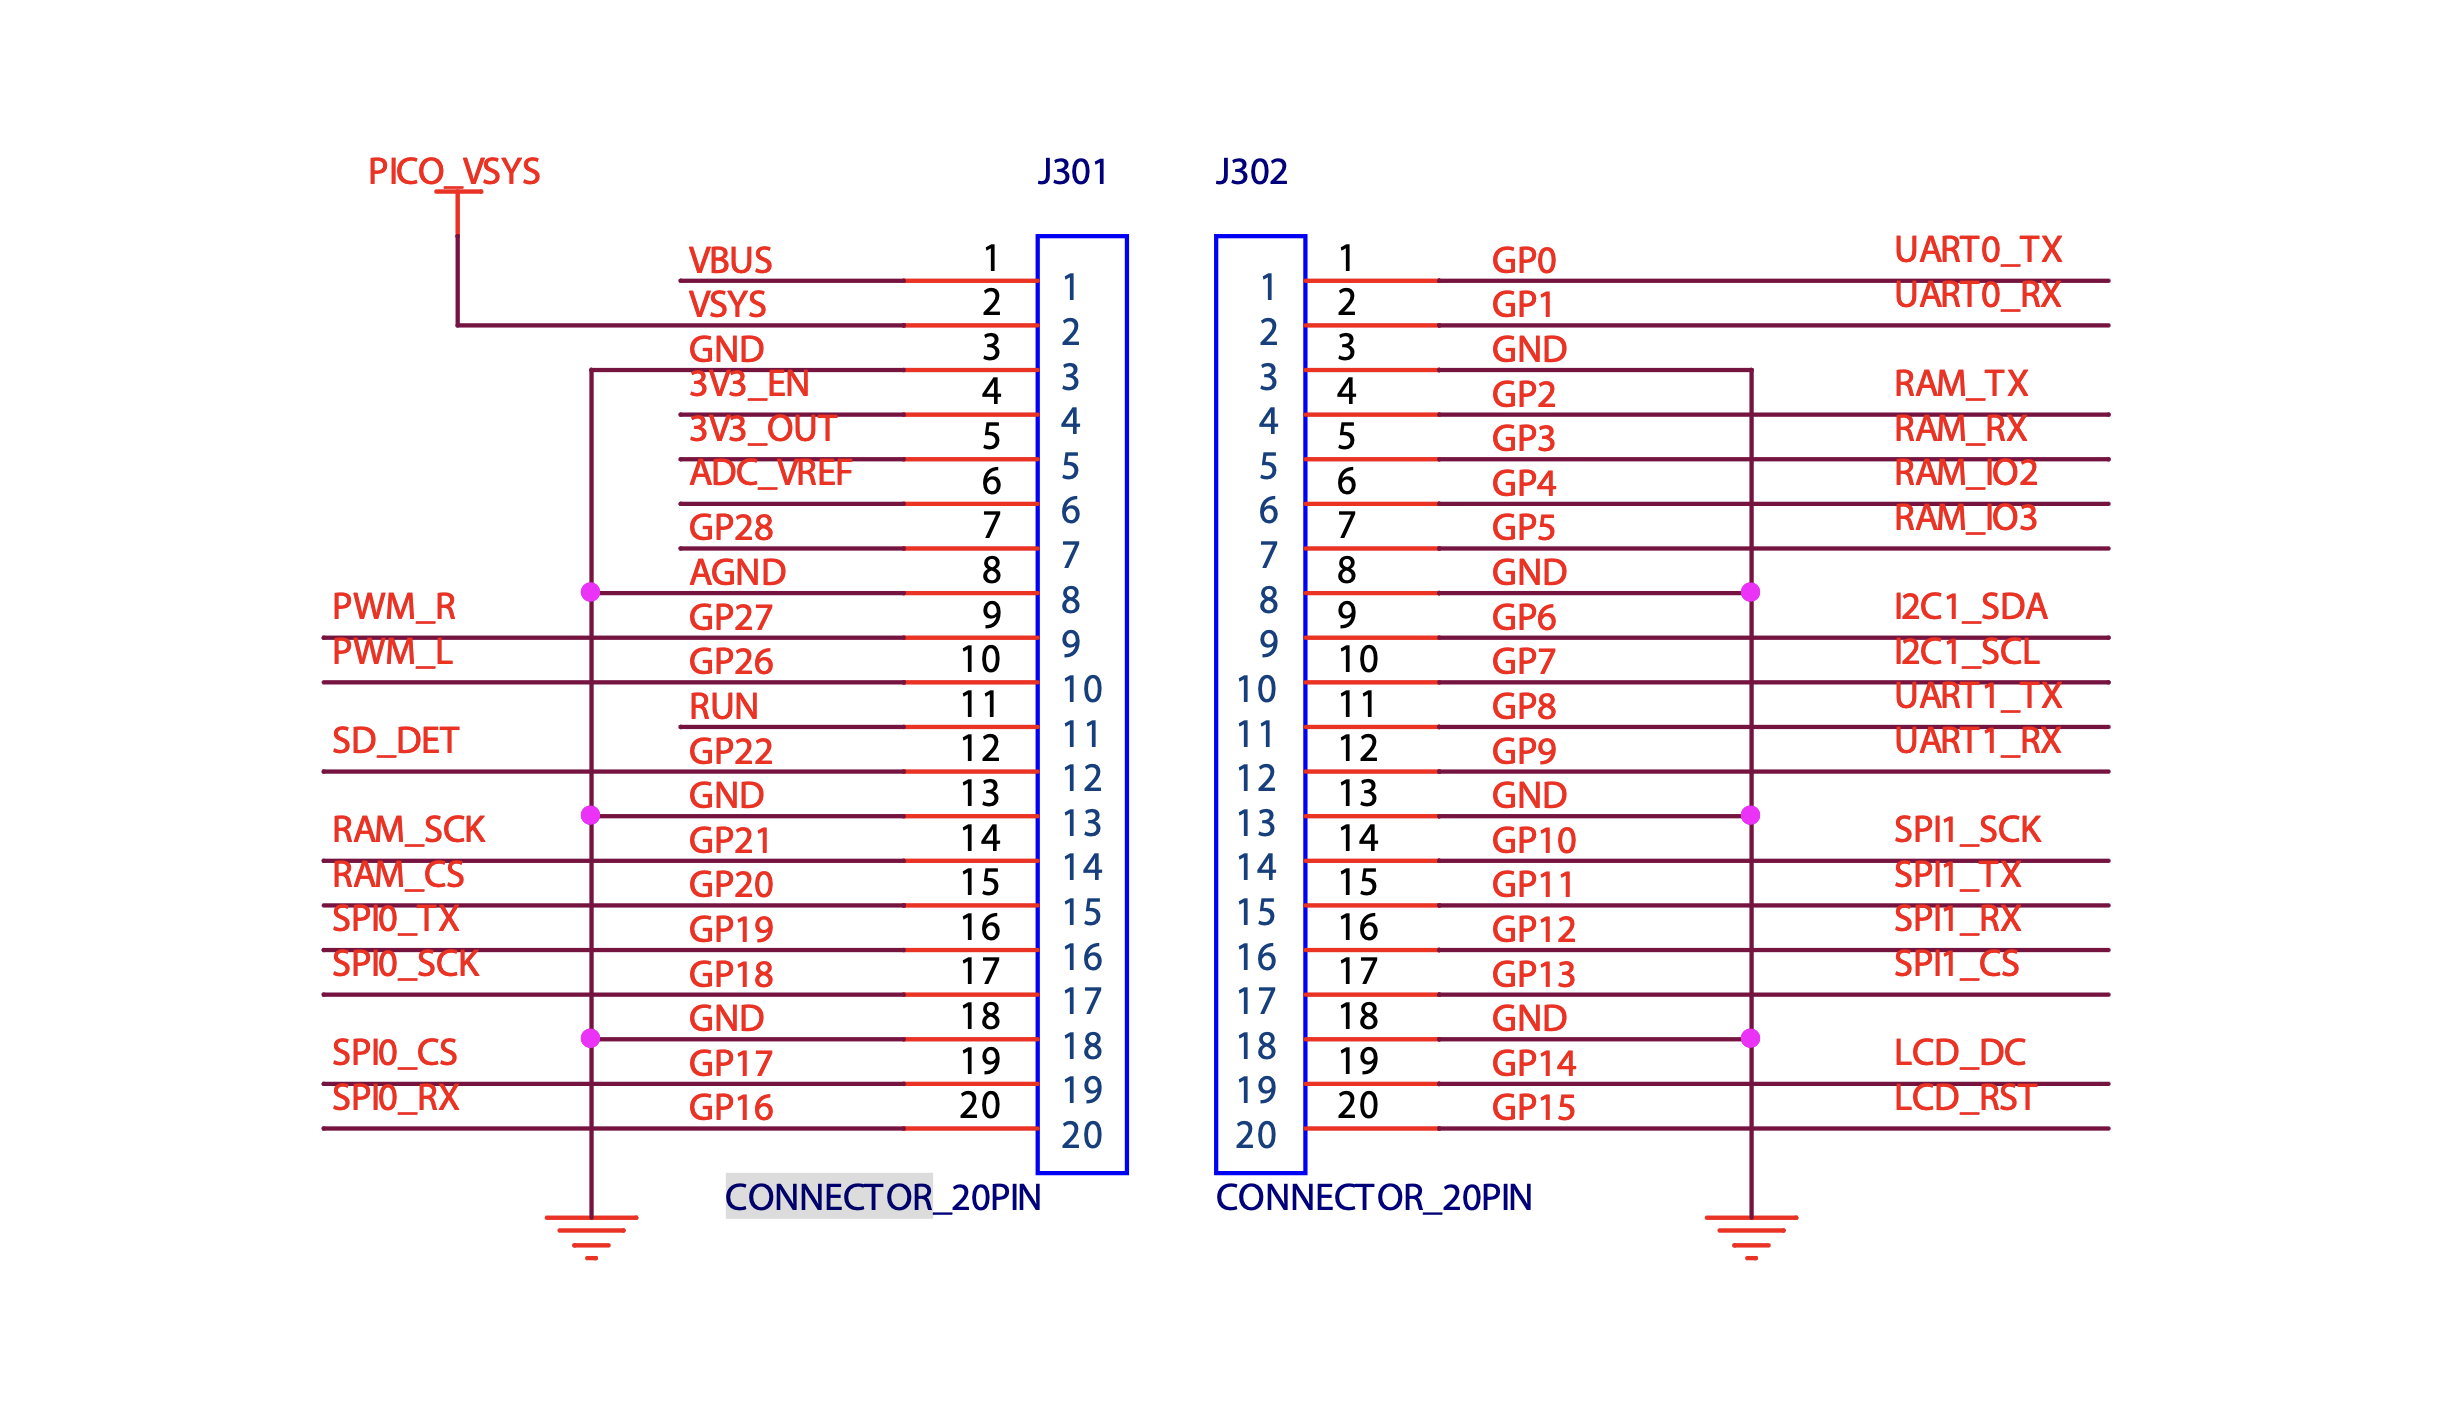 PICO_VSYS
J301
J302
VBUS 1 1
VSYS 2 2
GND 3 3
3V3_EN 4 4
3V3_OUT 5 5
ADC_VREF 6 6
GP28 7 7
AGND 8 8
PWM_R GP27 9 9
PWM_L GP26 10 10
RUN 11 11
SD_DET GP22 12 12
GND 13 13
RAM_SCK GP21 14 14
RAM_CS GP20 15 15
SPI0_TX GP19 16 16
SPI0_SCK GP18 17 17
GND 18 18
SPI0_CS GP17 19 19
SPI0_RX GP16 20 20
CONNECTOR_20PIN
1 1 GP0 UART0_TX
2 2 GP1 UART0_RX
3 3 GND
4 4 GP2 RAM_TX
5 5 GP3 RAM_RX
6 6 GP4 RAM_IO2
7 7 GP5 RAM_IO3
8 8 GND
9 9 GP6 I2C1_SDA
10 10 GP7 I2C1_SCL
11 11 GP8 UART1_TX
12 12 GP9 UART1_RX
13 13 GND
14 14 GP10 SPI1_SCK
15 15 GP11 SPI1_TX
16 16 GP12 SPI1_RX
17 17 GP13 SPI1_CS
18 18 GND
19 19 GP14 LCD_DC
20 20 GP15 LCD_RST
CONNECTOR_20PIN